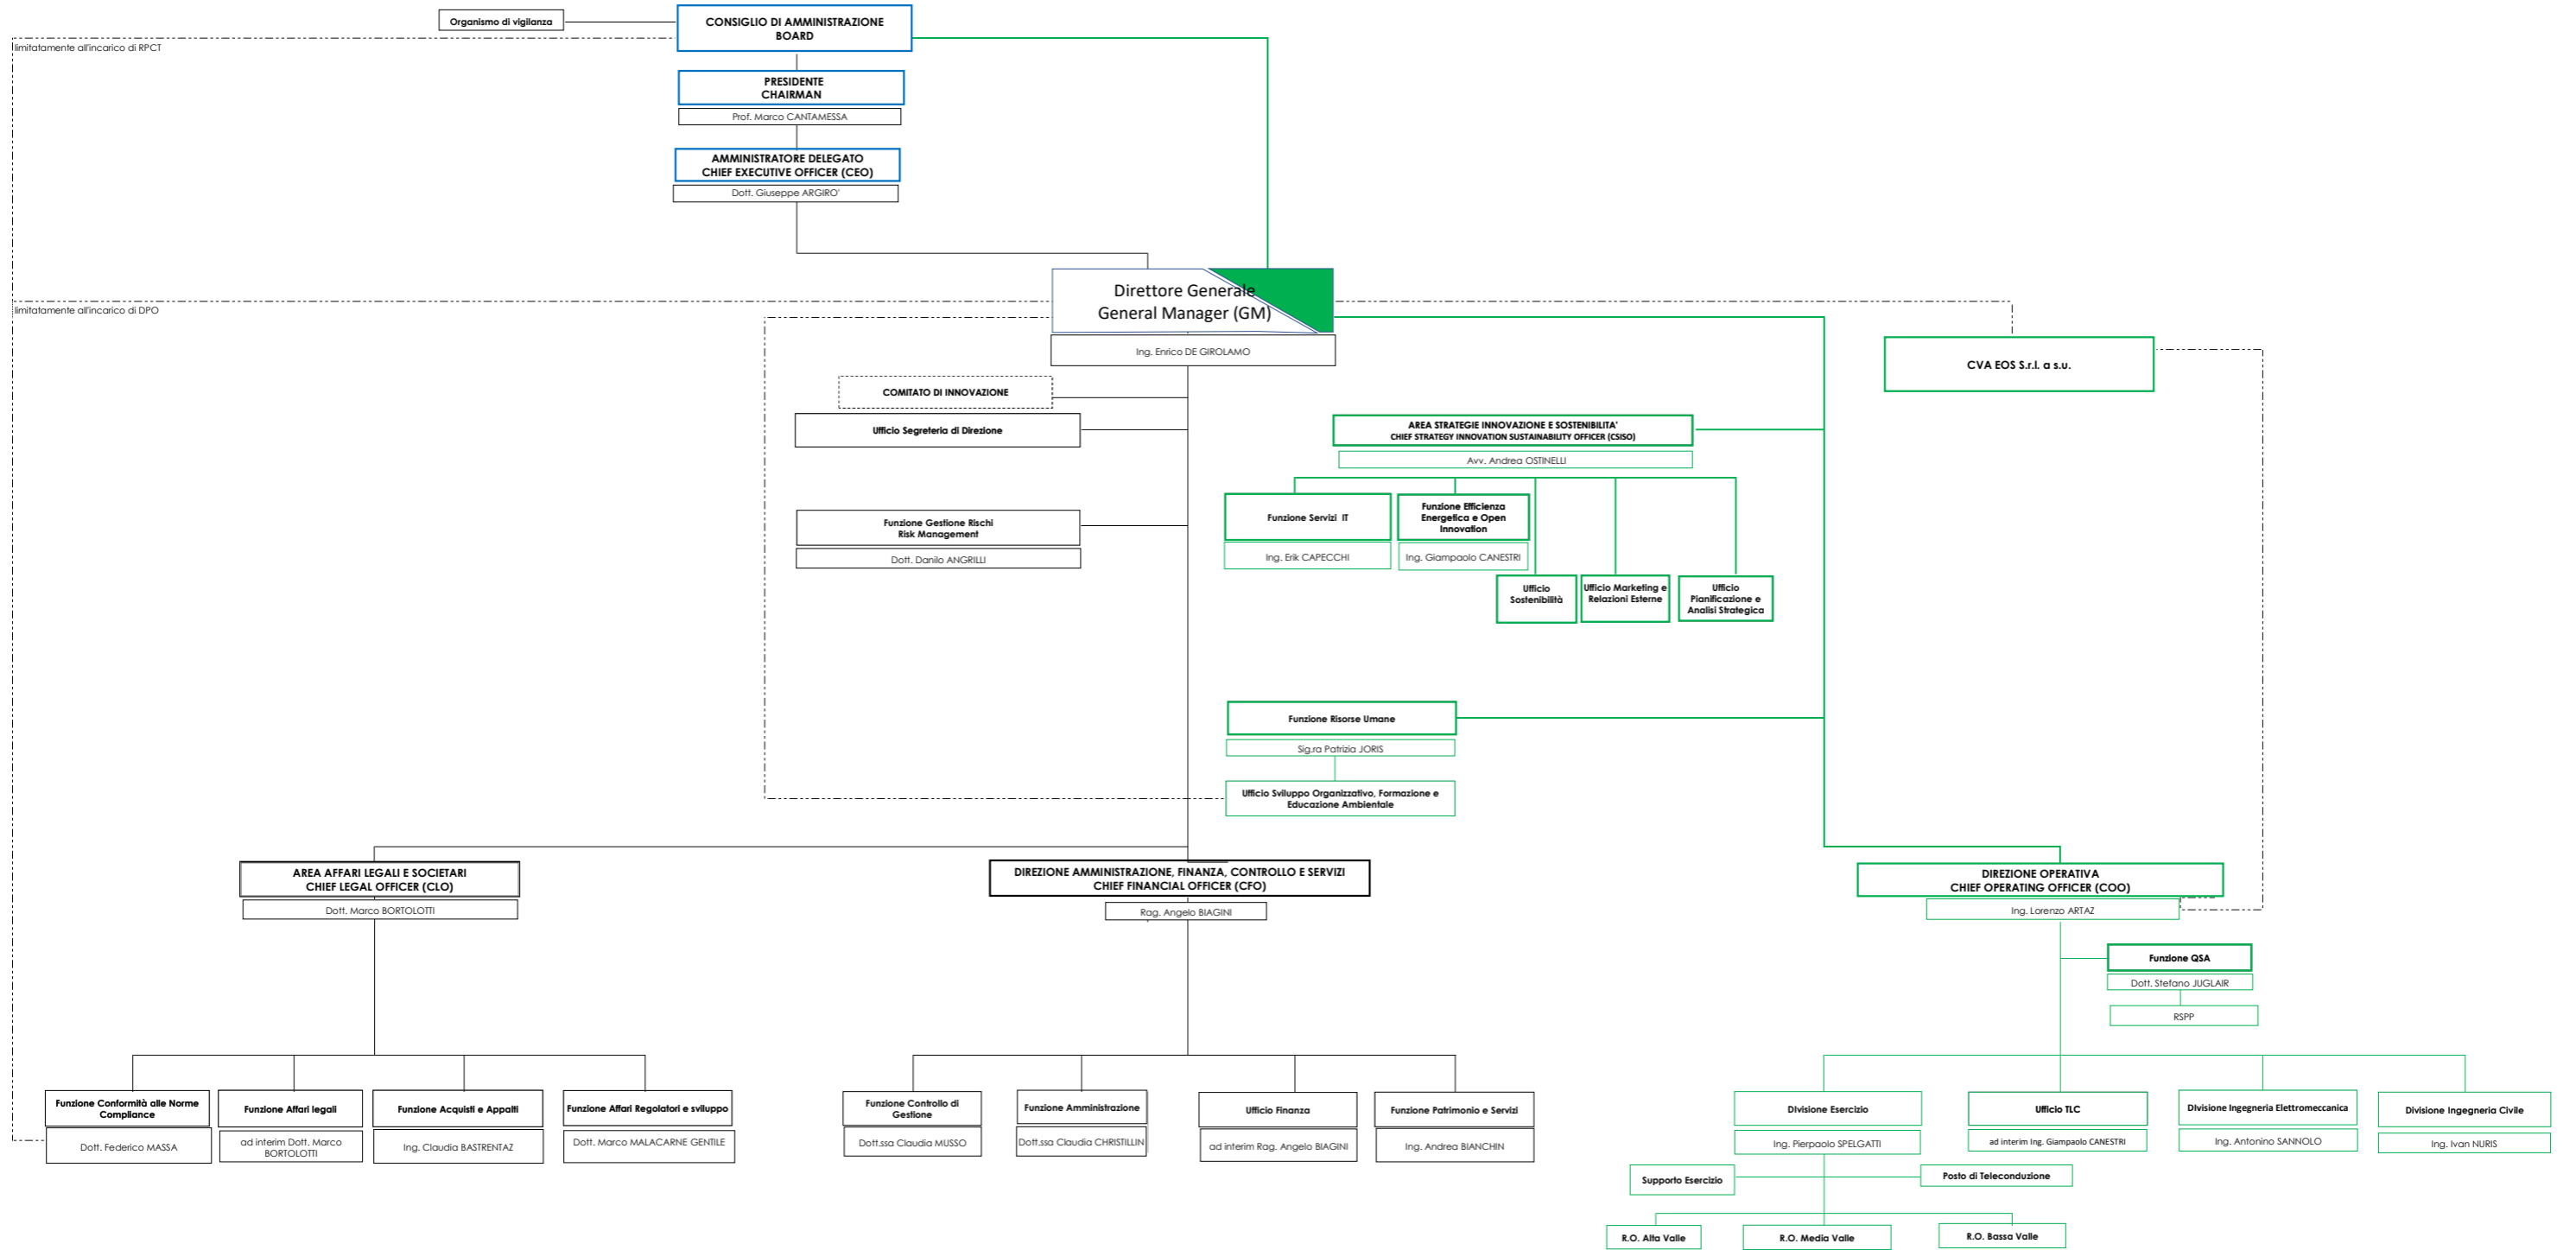 Organismo di vigilanza
CONSIGLIO DI AMMINISTRAZIONE
BOARD
limitatamente all'incarico di RPCT
PRESIDENTE
CHAIRMAN
Prof. Marco CANTAMESSA
AMMINISTRATORE DELEGATO
CHIEF EXECUTIVE OFFICER (CEO)
Dott. Giuseppe ARGIRO'
Direttore Generale
General Manager (GM)
limitatamente all'incarico di DPO
Ing. Enrico DE GIROLAMO
CVA EOS S.r.l. a s.u.
COMITATO DI INNOVAZIONE
Ufficio Segreteria di Direzione
AREA STRATEGIE INNOVAZIONE E SOSTENIBILITA'
CHIEF STRATEGY INNOVATION SUSTAINABILITY OFFICER (CSISO)
Avv. Andrea OSTINELLI
Funzione Gestione Rischi
Risk Management
Dott. Danilo ANGRILLI
Funzione Servizi IT
Ing. Erik CAPECCHI
Funzione Efficienza
Energetica e Open
Innovation
Ing. Giampaolo CANESTRI
Ufficio
Sostenibilità
Ufficio Marketing e
Relazioni Esterne
Ufficio
Pianificazione e
Analisi Strategica
Funzione Risorse Umane
Sig.ra Patrizia JORIS
Ufficio Sviluppo Organizzativo, Formazione e
Educazione Ambientale
AREA AFFARI LEGALI E SOCIETARI
CHIEF LEGAL OFFICER (CLO)
Dott. Marco BORTOLOTTI
DIREZIONE AMMINISTRAZIONE, FINANZA, CONTROLLO E SERVIZI
CHIEF FINANCIAL OFFICER (CFO)
Rag. Angelo BIAGINI
DIREZIONE OPERATIVA
CHIEF OPERATING OFFICER (COO)
Ing. Lorenzo ARTAZ
Funzione QSA
Dott. Stefano JUGLAIR
RSPP
Funzione Conformità alle Norme
Compliance
Dott. Federico MASSA
Funzione Affari legali
ad interim Dott. Marco
BORTOLOTTI
Funzione Acquisti e Appalti
Ing. Claudia BASTRENTAZ
Funzione Affari Regolatori e sviluppo
Dott. Marco MALACARNE GENTILE
Funzione Controllo di
Gestione
Dott.ssa Claudia MUSSO
Funzione Amministrazione
Dott.ssa Claudia CHRISTILLIN
Ufficio Finanza
ad interim Rag. Angelo BIAGINI
Funzione Patrimonio e Servizi
Ing. Andrea BIANCHIN
Divisione Esercizio
Ing. Pierpaolo SPELGATTI
Ufficio TLC
ad interim Ing. Giampaolo CANESTRI
Divisione Ingegneria Elettromeccanica
Ing. Antonino SANNOLO
Divisione Ingegneria Civile
Ing. Ivan NURIS
Supporto Esercizio
Posto di Teleconduzione
R.O. Alta Valle
R.O. Media Valle
R.O. Bassa Valle